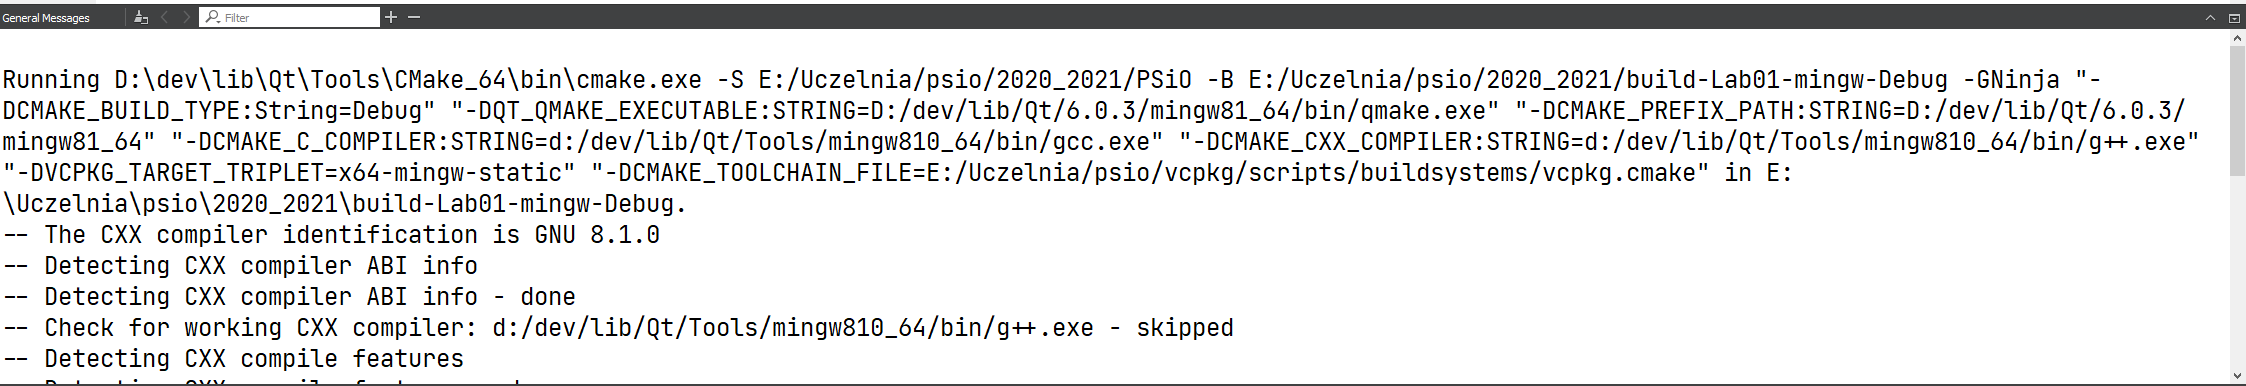 General Messages
Filter
Running D:\dev\lib\Qt\Tools\CMake_64\bin\cmake.exe -S E:/Uczelnia/psio/2020_2021/PSiO -B E:/Uczelnia/psio/2020_2021/build-Lab01-mingw-Debug -GNinja "-
DCMAKE_BUILD_TYPE:String=Debug" "-DQT_QMAKE_EXECUTABLE:STRING=D:/dev/lib/Qt/6.0.3/mingw81_64/bin/qmake.exe" "-DCMAKE_PREFIX_PATH:STRING=D:/dev/lib/Qt/6.0.3/
mingw81_64" "-DCMAKE_C_COMPILER:STRING=d:/dev/lib/Qt/Tools/mingw810_64/bin/gcc.exe" "-DCMAKE_CXX_COMPILER:STRING=d:/dev/lib/Qt/Tools/mingw810_64/bin/g++.exe"
"-DVCPKG_TARGET_TRIPLET=x64-mingw-static" "-DCMAKE_TOOLCHAIN_FILE=E:/Uczelnia/psio/vcpkg/scripts/buildsystems/vcpkg.cmake" in E:
\Uczelnia\psio\2020_2021\build-Lab01-mingw-Debug.
-- The CXX compiler identification is GNU 8.1.0
-- Detecting CXX compiler ABI info
-- Detecting CXX compiler ABI info - done
-- Check for working CXX compiler: d:/dev/lib/Qt/Tools/mingw810_64/bin/g++.exe - skipped
-- Detecting CXX compile features